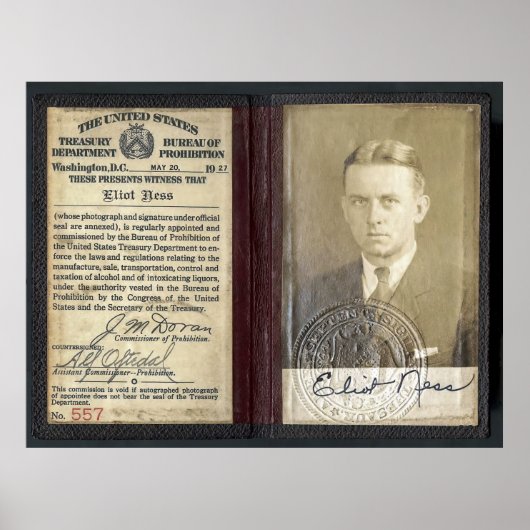 THE UNITED STATES
TREASURY BUREAU OF
DEPARTMENT PROHIBITION
Washington,D.C. MAY 20, 1927
THESE PRESENTS WITNESS THAT
Eliot Ness
(whose photograph and signature under official
seal are annexed), is regularly appointed and
commissioned by the Bureau of Prohibition of
the United States Treasury Department to en-
force the laws and regulations relating to the
manufacture, sale, transportation, control and
taxation of alcohol and of intoxicating liquors,
under the authority vested in the Bureau of
Prohibition by the Congress of the United
States and the Secretary of the Treasury.
J M Doran
Commissioner of Prohibition.
COUNTERSIGNED:
Alf Oftedal
Assistant Commissioner--Prohibition.
This commission is void if autographed photograph
of appointee does not bear the seal of the Treasury
Department.
No. 557
Eliot Ness